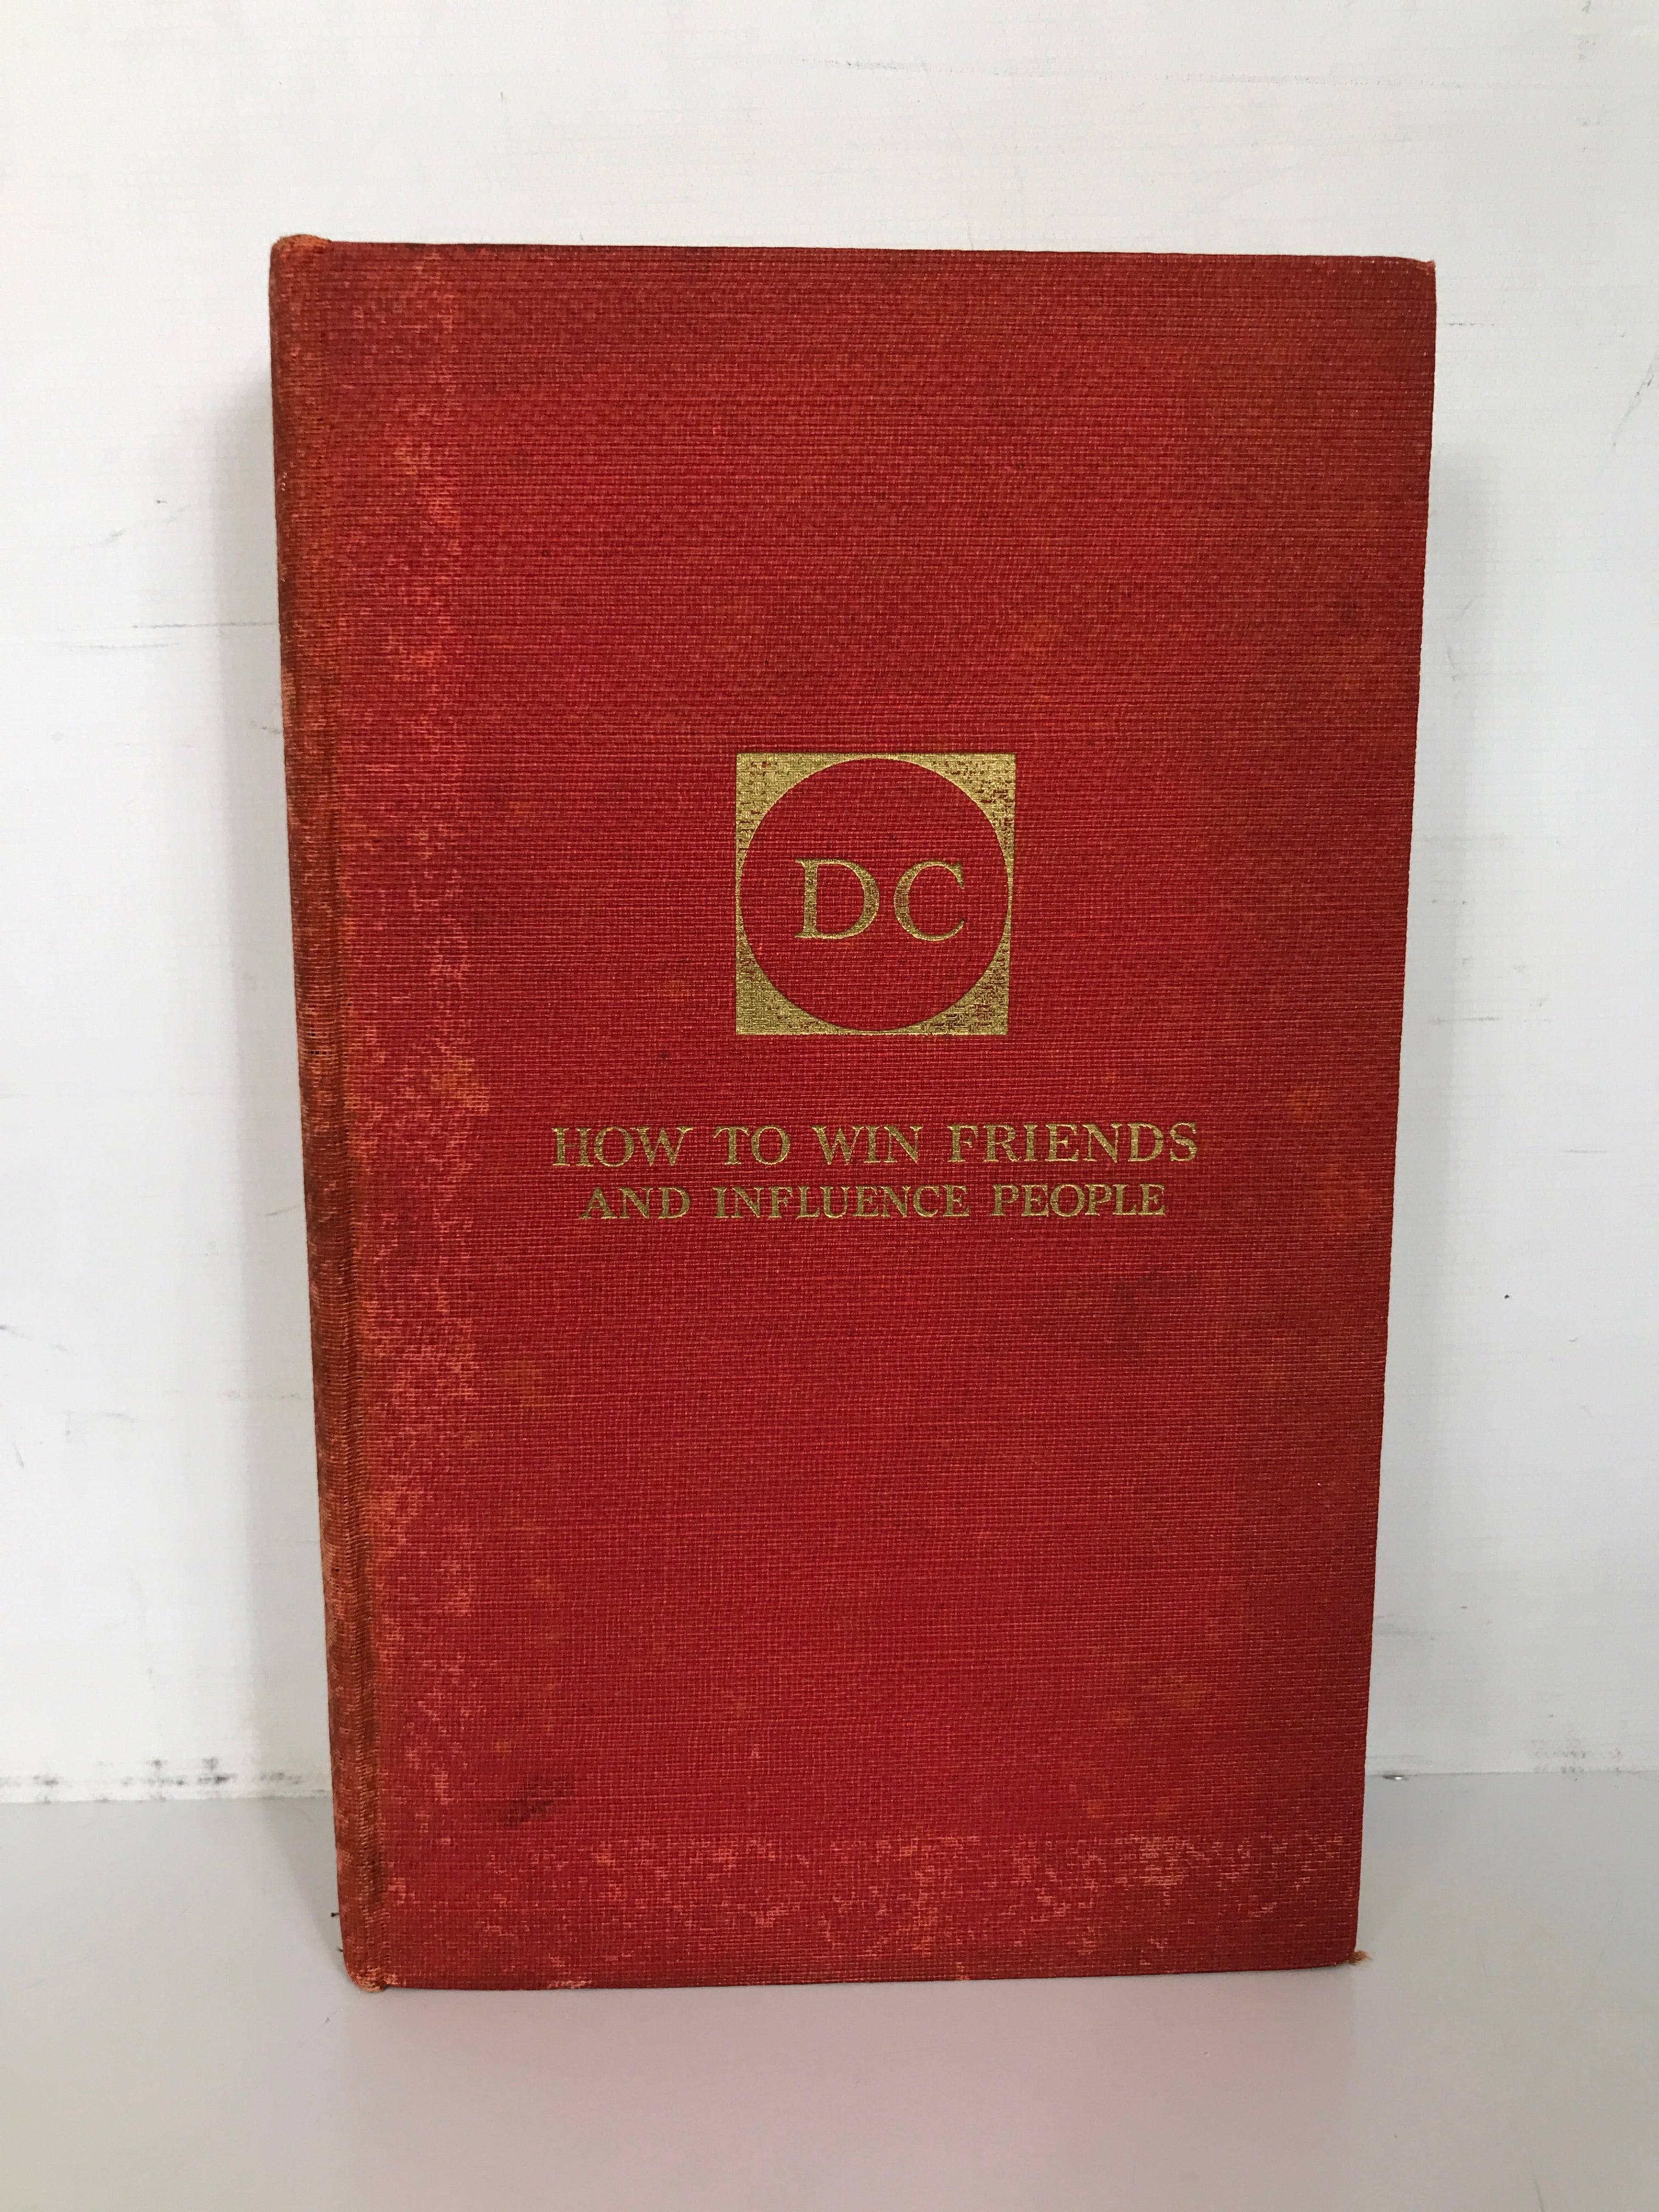 DC
HOW TO WIN FRIENDS
AND INFLUENCE PEOPLE